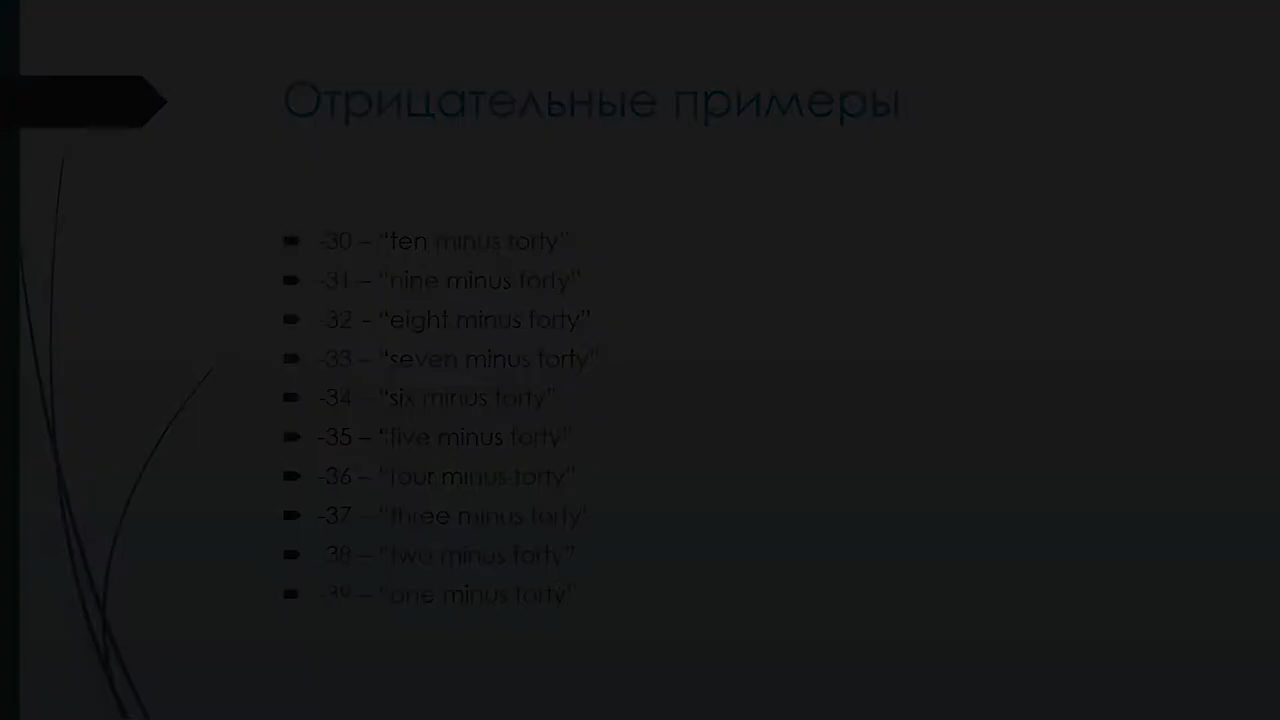 Отрицательные примеры
-30 – “ten minus forty”
-31 – “nine minus forty”
-32 – “eight minus forty”
-33 – “seven minus forty”
-34 – “six minus forty”
-35 – “five minus forty”
-36 – “four minus forty”
-37 – “three minus forty”
-38 – “two minus forty”
-39 – “one minus forty”